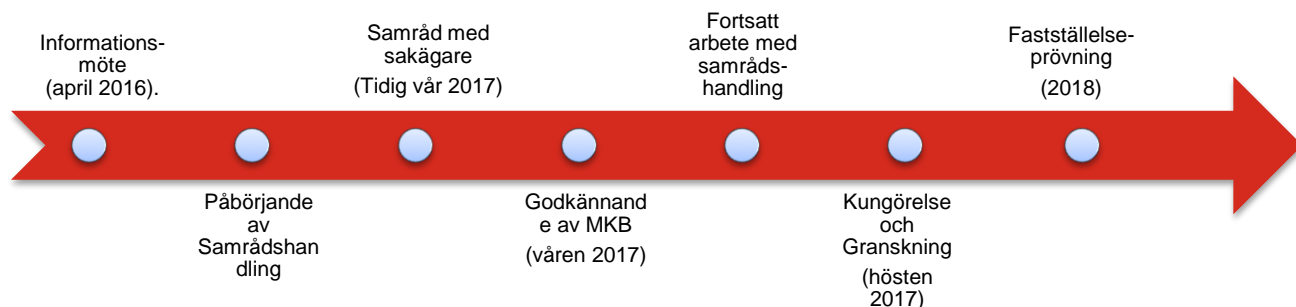 Informations-
möte
(april 2016).
Påbörjande
av
Samrådshan
dling
Samråd med
sakägare
(Tidig vår 2017)
Godkännand
e av MKB
(våren 2017)
Fortsatt
arbete med
samråds-
handling
Kungörelse
och
Granskning
(hösten
2017)
Fastställelse-
prövning
(2018)